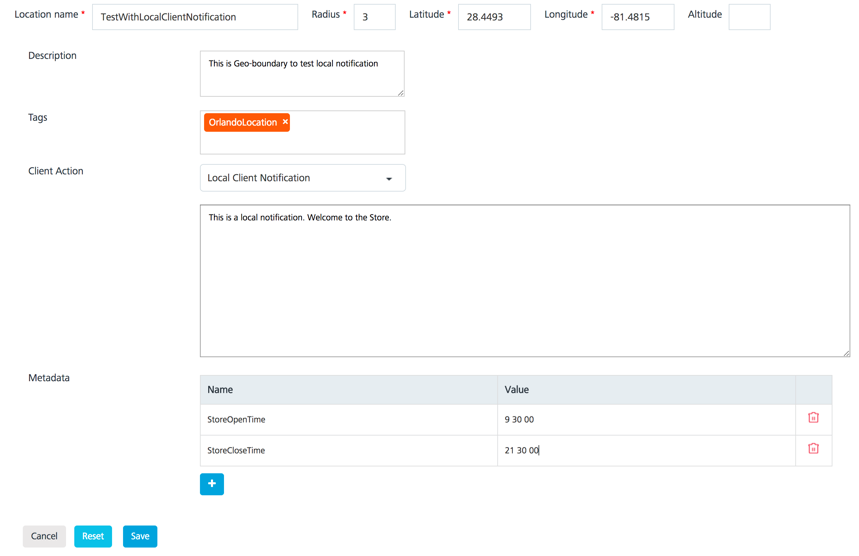 Location name * TestWithLocalClientNotification Radius * 3 Latitude * 28.4493 Longitude * -81.4815 Altitude
Description This is Geo-boundary to test local notification
Tags OrlandoLocation ×
Client Action Local Client Notification
This is a local notification. Welcome to the Store.
Metadata
Name Value
StoreOpenTime 9 30 00
StoreCloseTime 21 30 00
+
Cancel Reset Save